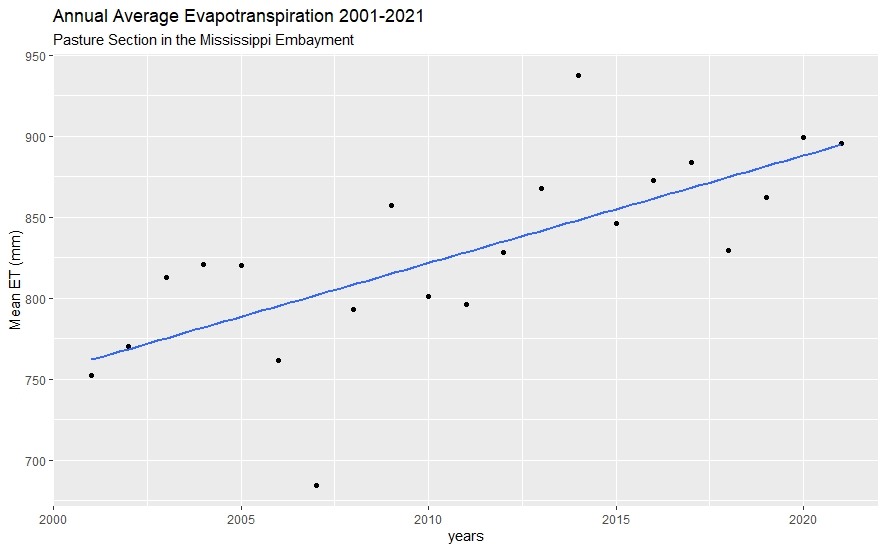 Annual Average Evapotranspiration 2001-2021
Pasture Section in the Mississippi Embayment
Mean ET (mm)
950
900
850
800
750
700
2000 2005 2010 2015 2020
years